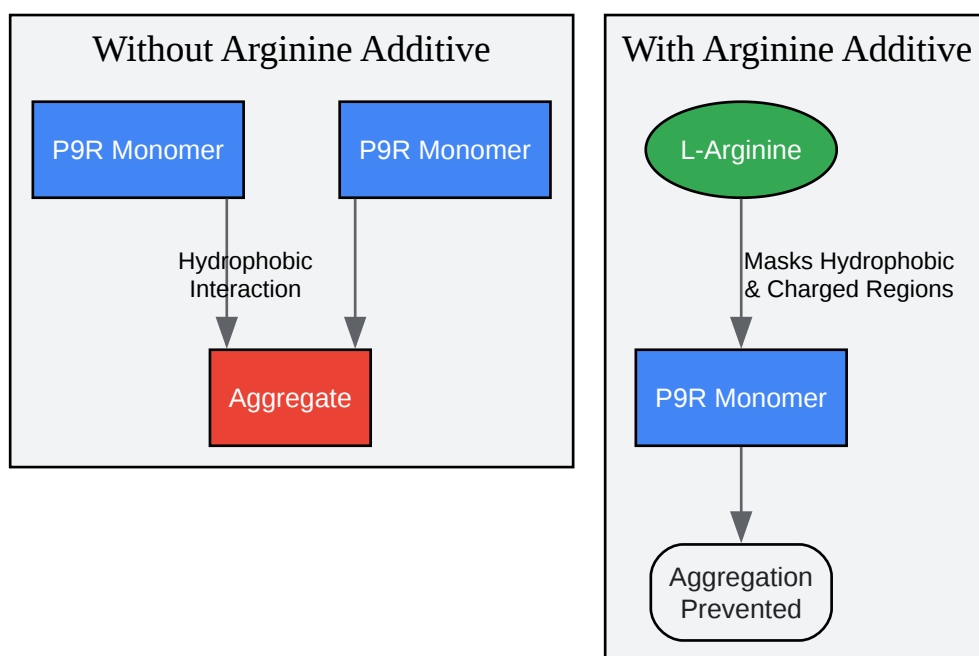 Without Arginine Additive
P9R Monomer
P9R Monomer
Hydrophobic
Interaction
Aggregate
With Arginine Additive
L-Arginine
Masks Hydrophobic
& Charged Regions
P9R Monomer
Aggregation
Prevented